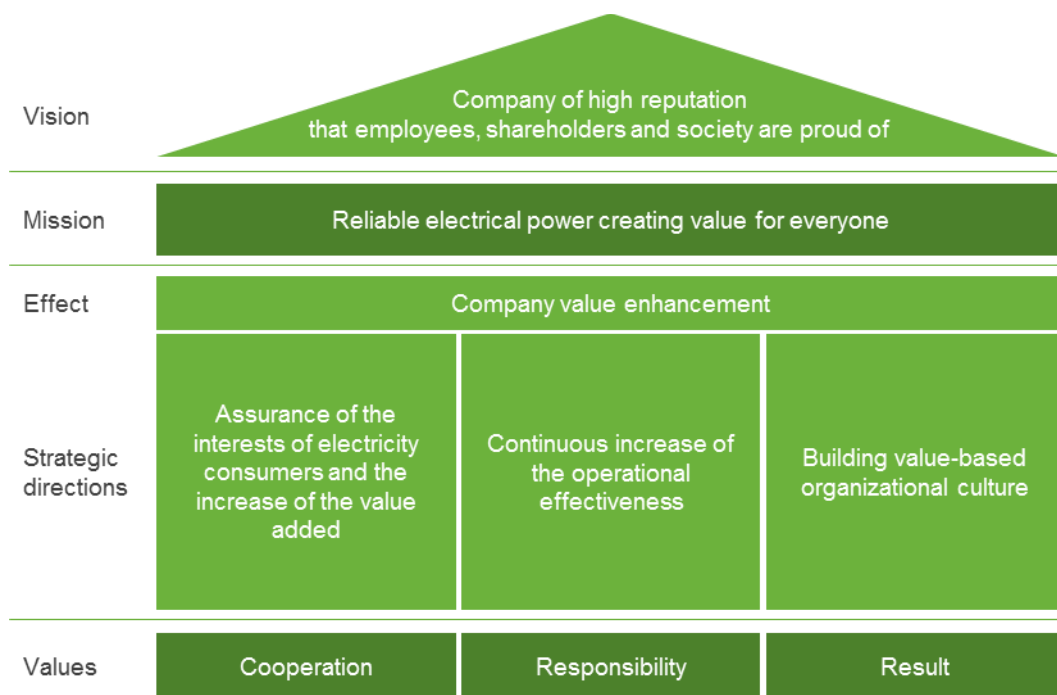 Vision
Company of high reputation
that employees, shareholders and society are proud of
Mission
Reliable electrical power creating value for everyone
Effect
Company value enhancement
Strategic
directions
Assurance of the
interests of electricity
consumers and the
increase of the value
added
Continuous increase of
the operational
effectiveness
Building value-based
organizational culture
Values
Cooperation
Responsibility
Result